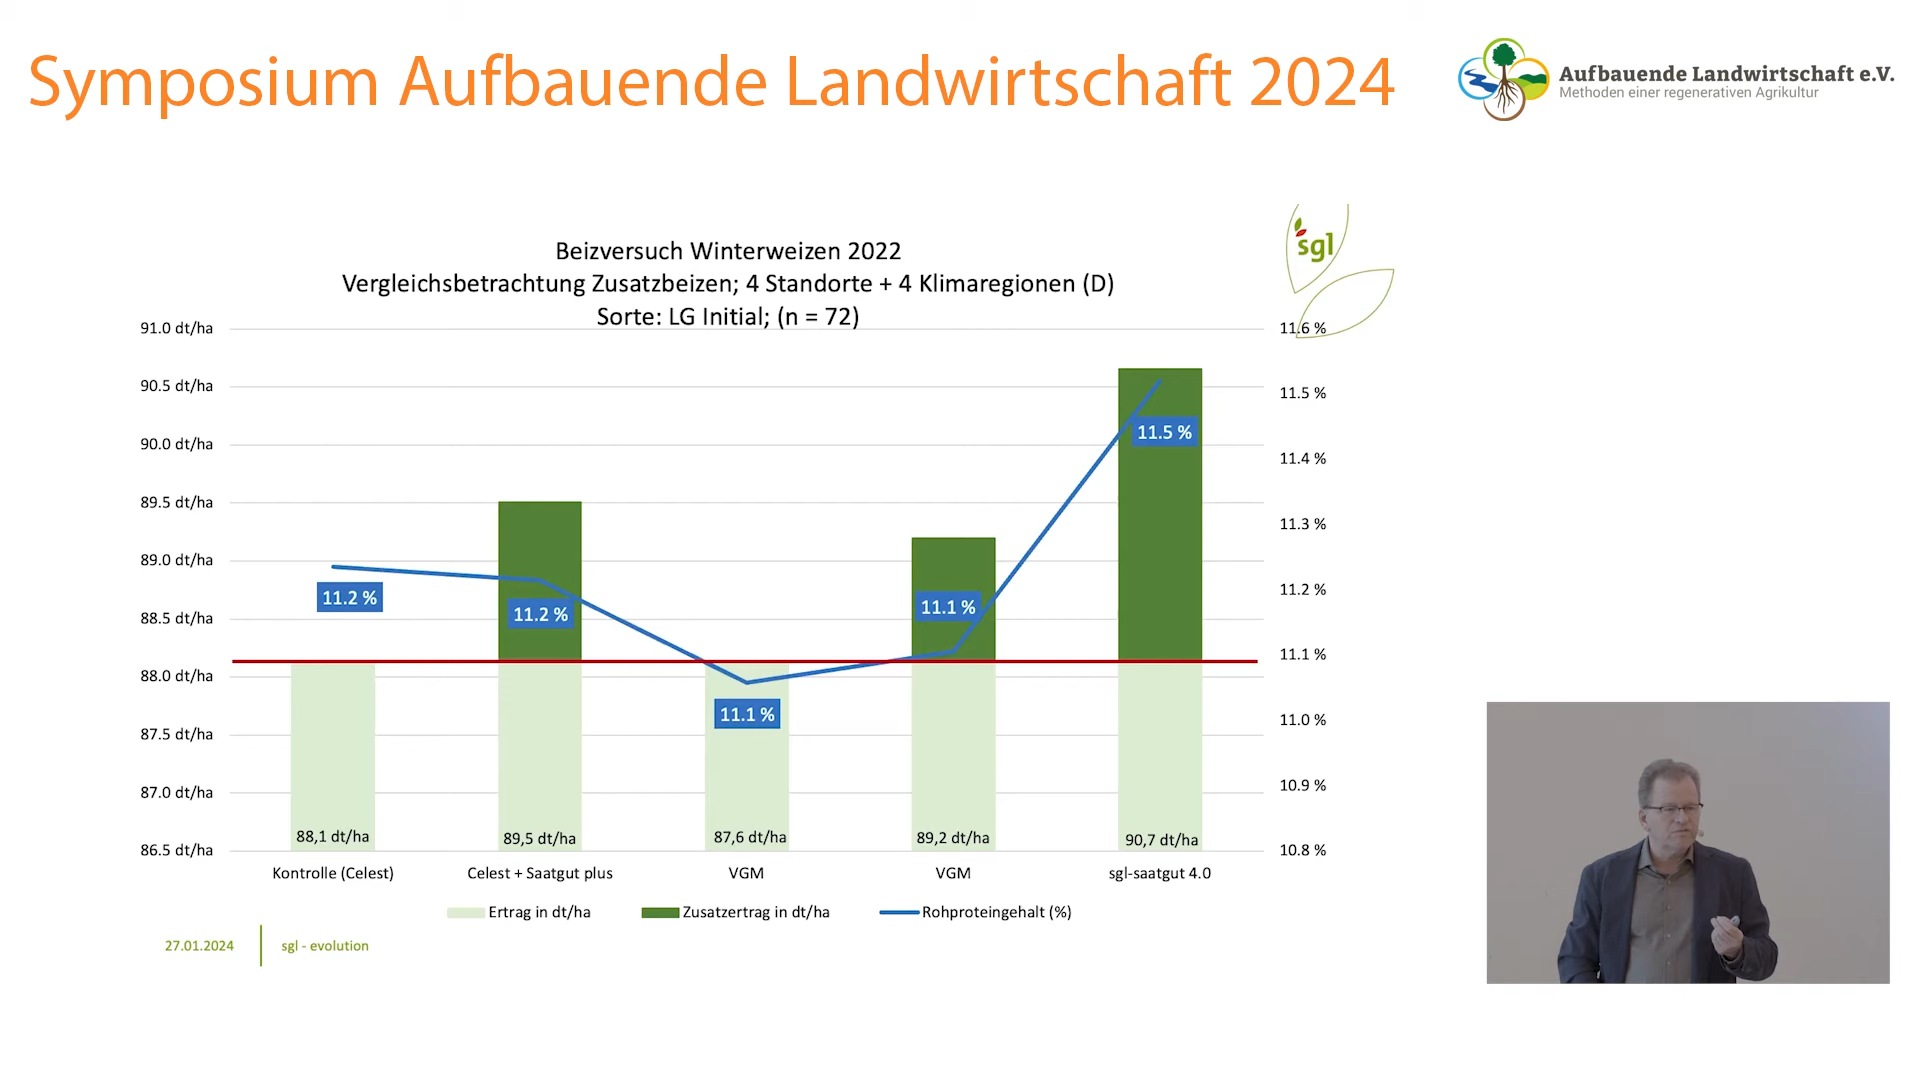 Symposium Aufbauende Landwirtschaft 2024
Aufbauende Landwirtschaft e.V.
Methoden einer regenerativen Agrikultur
sgl
Beizversuch Winterweizen 2022
Vergleichsbetrachtung Zusatzbeizen; 4 Standorte + 4 Klimaregionen (D)
Sorte: LG Initial; (n = 72)
91.0 dt/ha
90.5 dt/ha
90.0 dt/ha
89.5 dt/ha
89.0 dt/ha
88.5 dt/ha
88.0 dt/ha
87.5 dt/ha
87.0 dt/ha
86.5 dt/ha
11.2 %
11.2 %
11.1 %
11.1 %
11.5 %
88,1 dt/ha
89,5 dt/ha
87,6 dt/ha
89,2 dt/ha
90,7 dt/ha
11.6 %
11.5 %
11.4 %
11.3 %
11.2 %
11.1 %
11.0 %
10.9 %
10.8 %
Kontrolle (Celest)
Celest + Saatgut plus
VGM
VGM
sgl-saatgut 4.0
Ertrag in dt/ha
Zusatzertrag in dt/ha
Rohproteingehalt (%)
27.01.2024
sgl - evolution